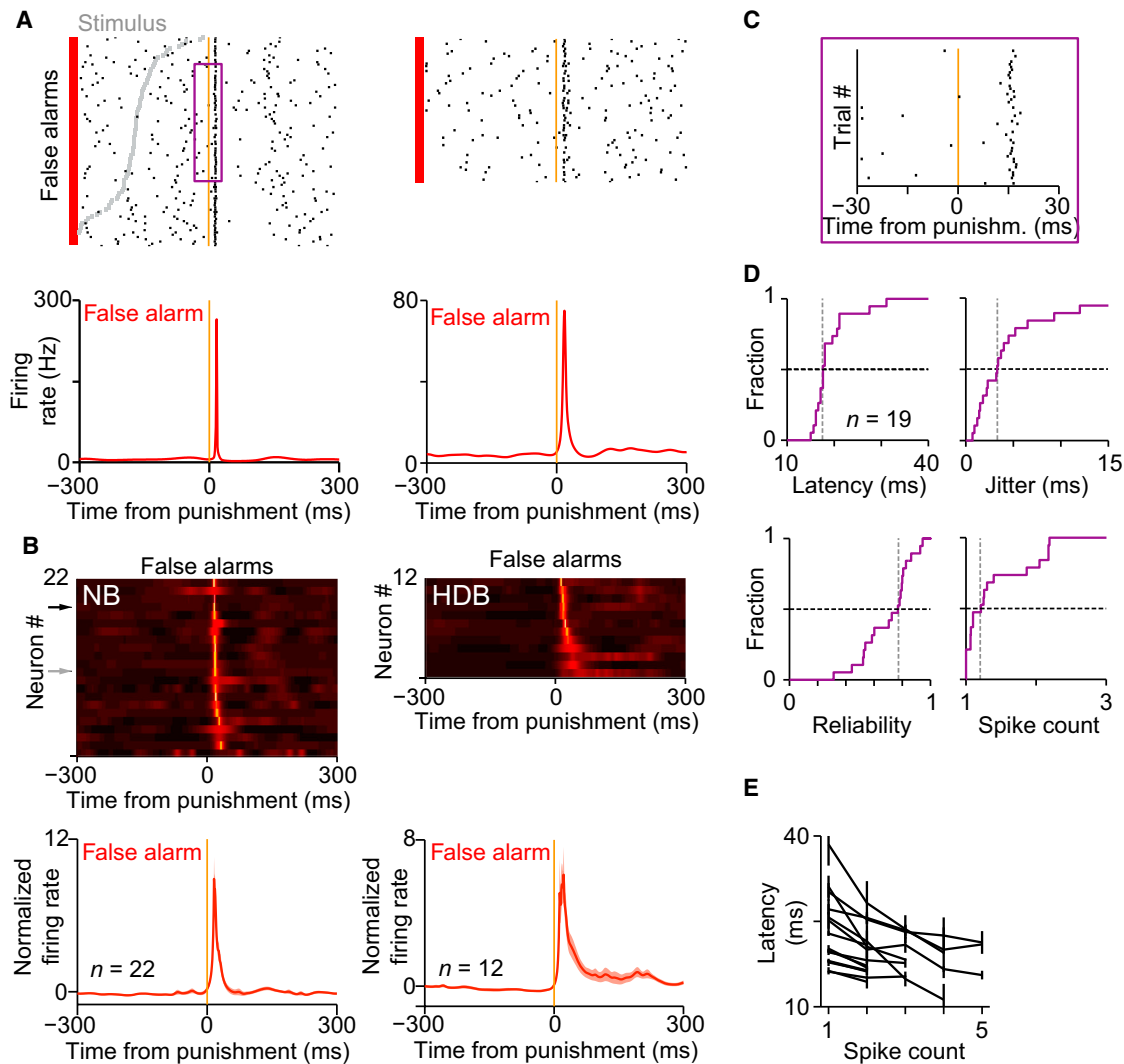 A
Stimulus
False alarms
300
False alarm
Firing
rate (Hz)
0
−300
0
300
Time from punishment (ms)
80
False alarm
0
−300
0
300
Time from punishment (ms)
B
False alarms
22
NB
Neuron #
−300
0
300
Time from punishment (ms)
False alarms
12
HDB
Neuron #
−300
0
300
Time from punishment (ms)
12
False alarm
Normalized
firing rate
n = 22
0
−300
0
300
Time from punishment (ms)
8
False alarm
Normalized
firing rate
n = 12
0
−300
0
300
Time from punishment (ms)
C
Trial #
−30
0
30
Time from punishm. (ms)
D
1
Fraction
n = 19
0
10
40
Latency (ms)
0
15
Jitter (ms)
1
Fraction
0
0
1
Reliability
1
3
Spike count
E
40
Latency
(ms)
10
1
5
Spike count